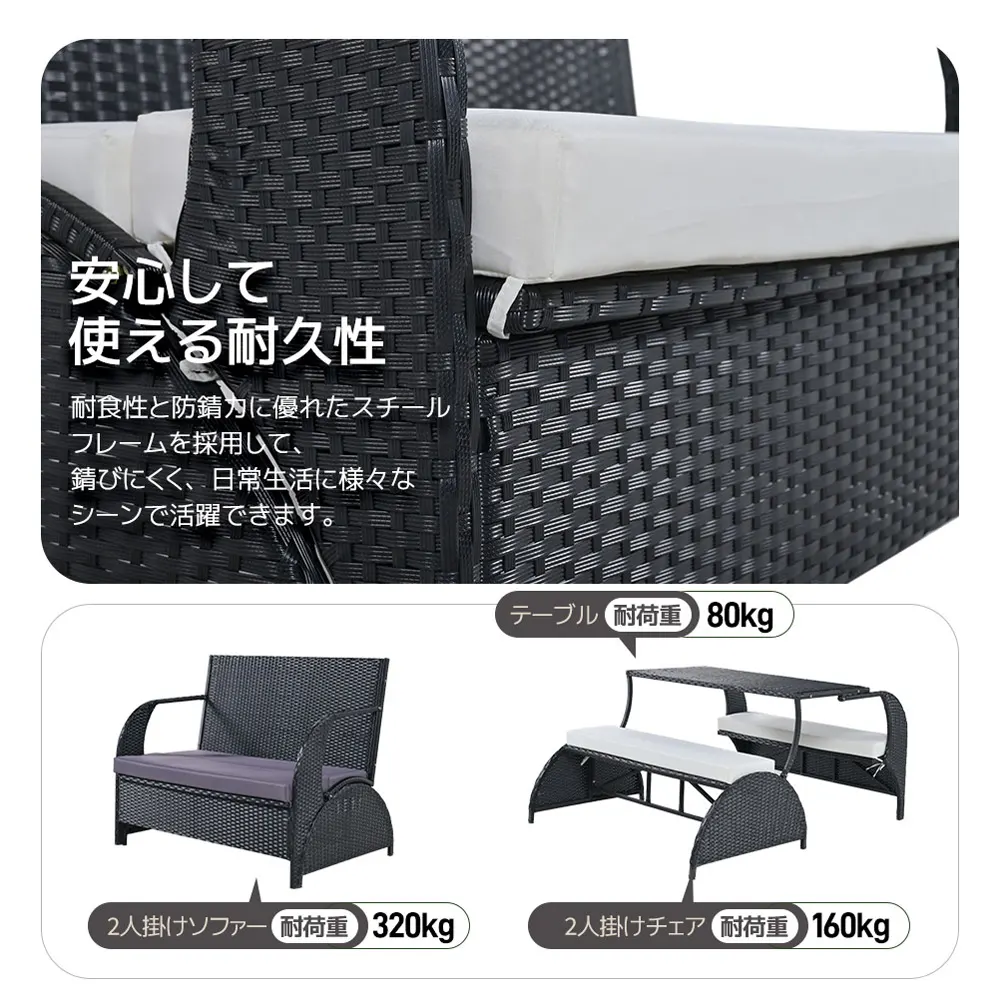 安心して
使える耐久性
耐食性と防錆力に優れたスチール
フレームを採用して、
錆びにくく、日常生活に様々な
シーンで活躍できます。
テーブル 耐荷重 80kg
2人掛けソファー 耐荷重 320kg
2人掛けチェア 耐荷重 160kg